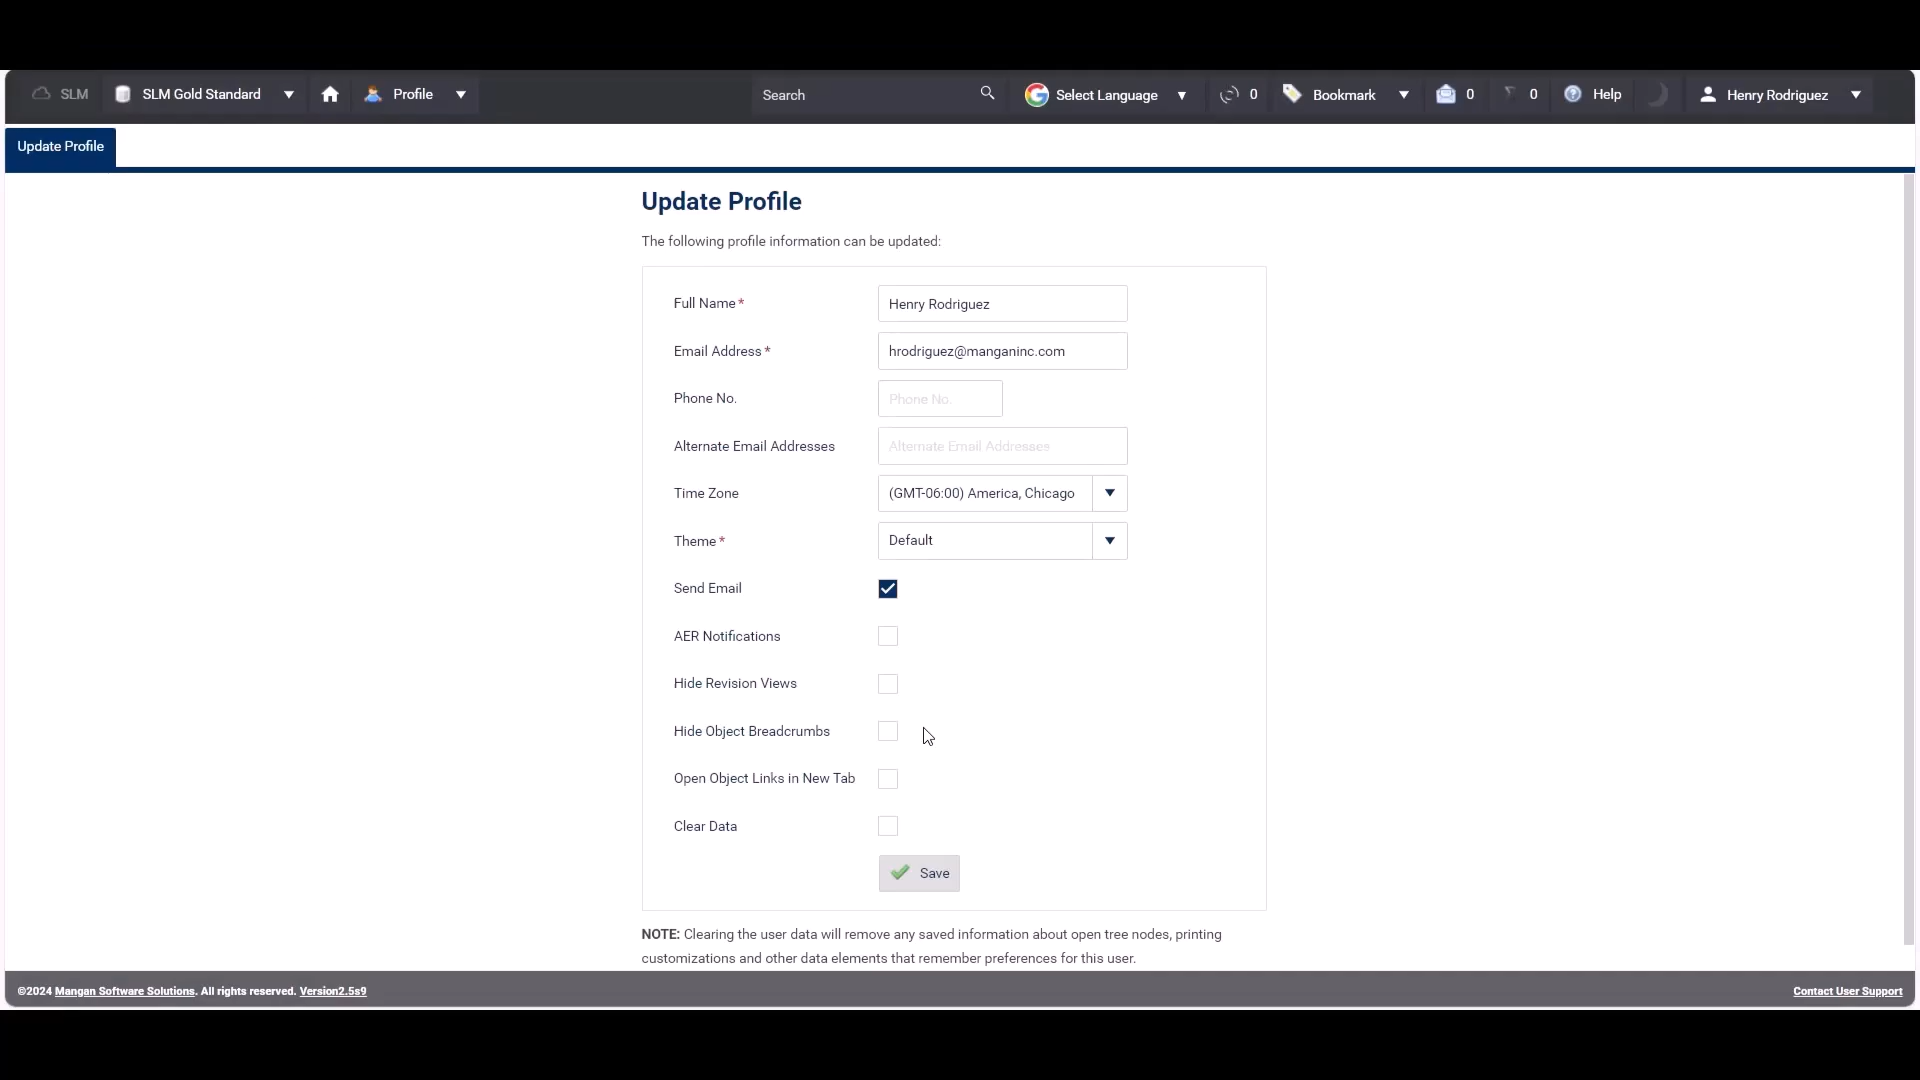 SLM
SLM Gold Standard
Profile
Search
Select Language
0
Bookmark
0
0
Help
Henry Rodriguez
Update Profile
Update Profile
The following profile information can be updated:
Full Name*
Henry Rodriguez
Email Address*
hrodriguez@manganinc.com
Phone No.
Phone No.
Alternate Email Addresses
Alternate Email Addresses
Time Zone
(GMT-06:00) America, Chicago
Theme*
Default
Send Email
AER Notifications
Hide Revision Views
Hide Object Breadcrumbs
Open Object Links in New Tab
Clear Data
Save
NOTE: Clearing the user data will remove any saved information about open tree nodes, printing
customizations and other data elements that remember preferences for this user.
©2024 Mangan Software Solutions. All rights reserved. Version2.5s9
Contact User Support